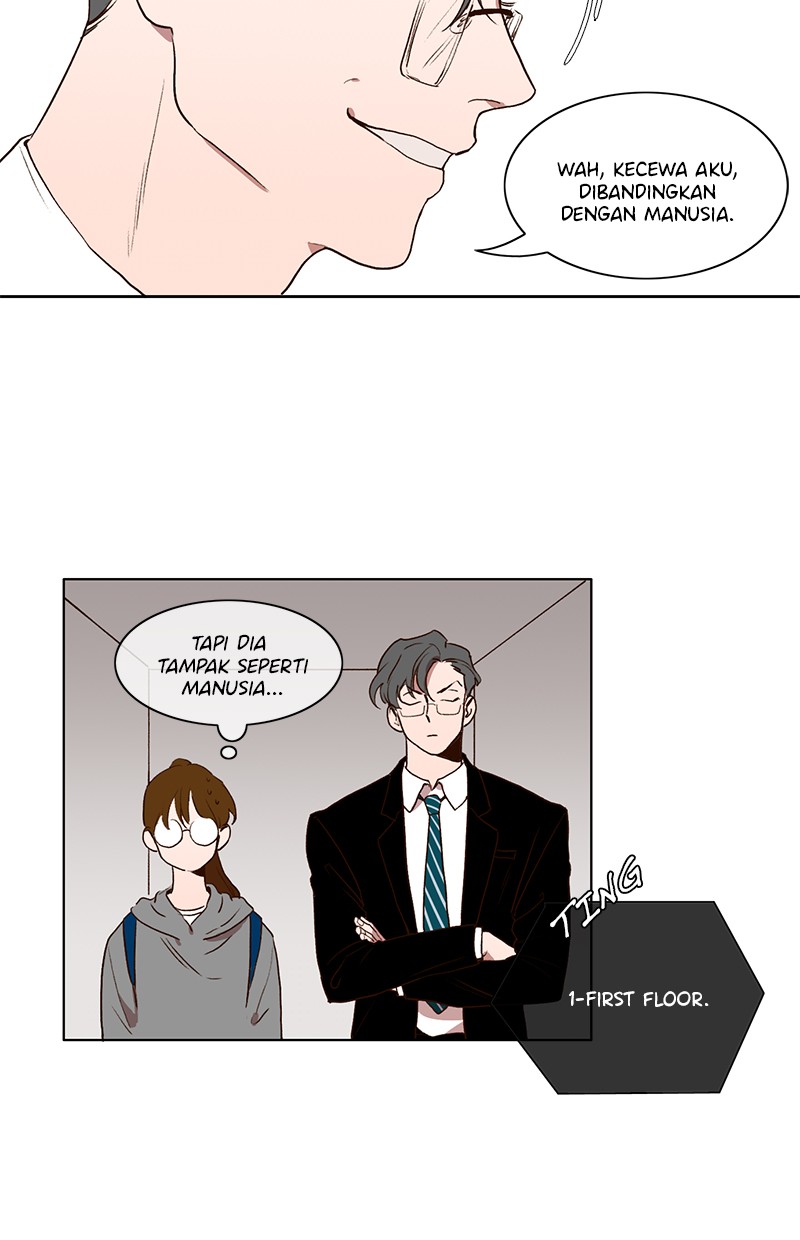 WAH, KECEWA AKU,
DIBANDINGKAN
DENGAN MANUSIA.
TAPI DIA
TAMPAK SEPERTI
MANUSIA...
TING
1-FIRST FLOOR.